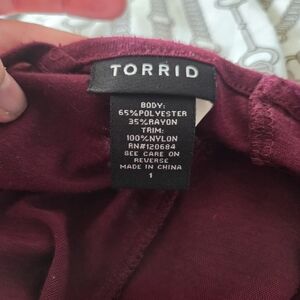 TORRID
BODY:
65%POLYESTER
35%RAYON
TRIM:
100%NYLON
RN#120684
SEE CARE ON
REVERSE
MADE IN CHINA
1